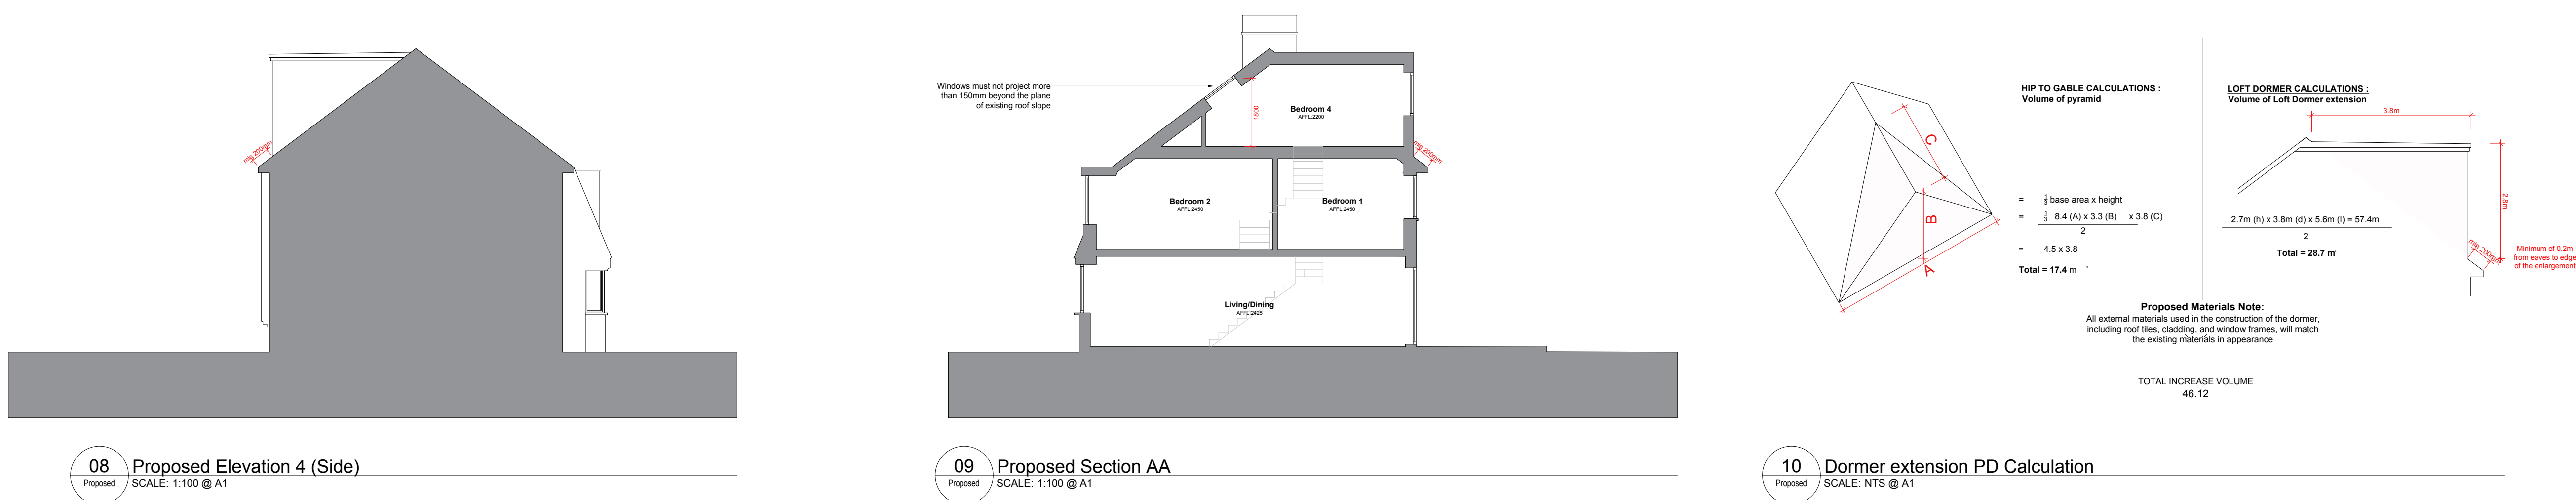 min 200mm
08
Proposed
Proposed Elevation 4 (Side)
SCALE: 1:100 @ A1
Windows must not project more
than 150mm beyond the plane
of existing roof slope
1800
Bedroom 4
AFFL:2200
min 200mm
Bedroom 2
AFFL:2450
Bedroom 1
AFFL:2450
Living/Dining
AFFL:2425
09
Proposed
Proposed Section AA
SCALE: 1:100 @ A1
A
B
C
HIP TO GABLE CALCULATIONS :
Volume of pyramid
= ⅓ base area x height
= ⅓ 8.4 (A) x 3.3 (B) x 3.8 (C)
2
= 4.5 x 3.8
Total = 17.4 m
LOFT DORMER CALCULATIONS :
Volume of Loft Dormer extension
3.8m
2.8m
2.7m (h) x 3.8m (d) x 5.6m (l) = 57.4m
2
Total = 28.7 m
min 200mm
Minimum of 0.2m
from eaves to edge
of the enlargement
Proposed Materials Note:
All external materials used in the construction of the dormer,
including roof tiles, cladding, and window frames, will match
the existing materials in appearance
TOTAL INCREASE VOLUME
46.12
10
Proposed
Dormer extension PD Calculation
SCALE: NTS @ A1